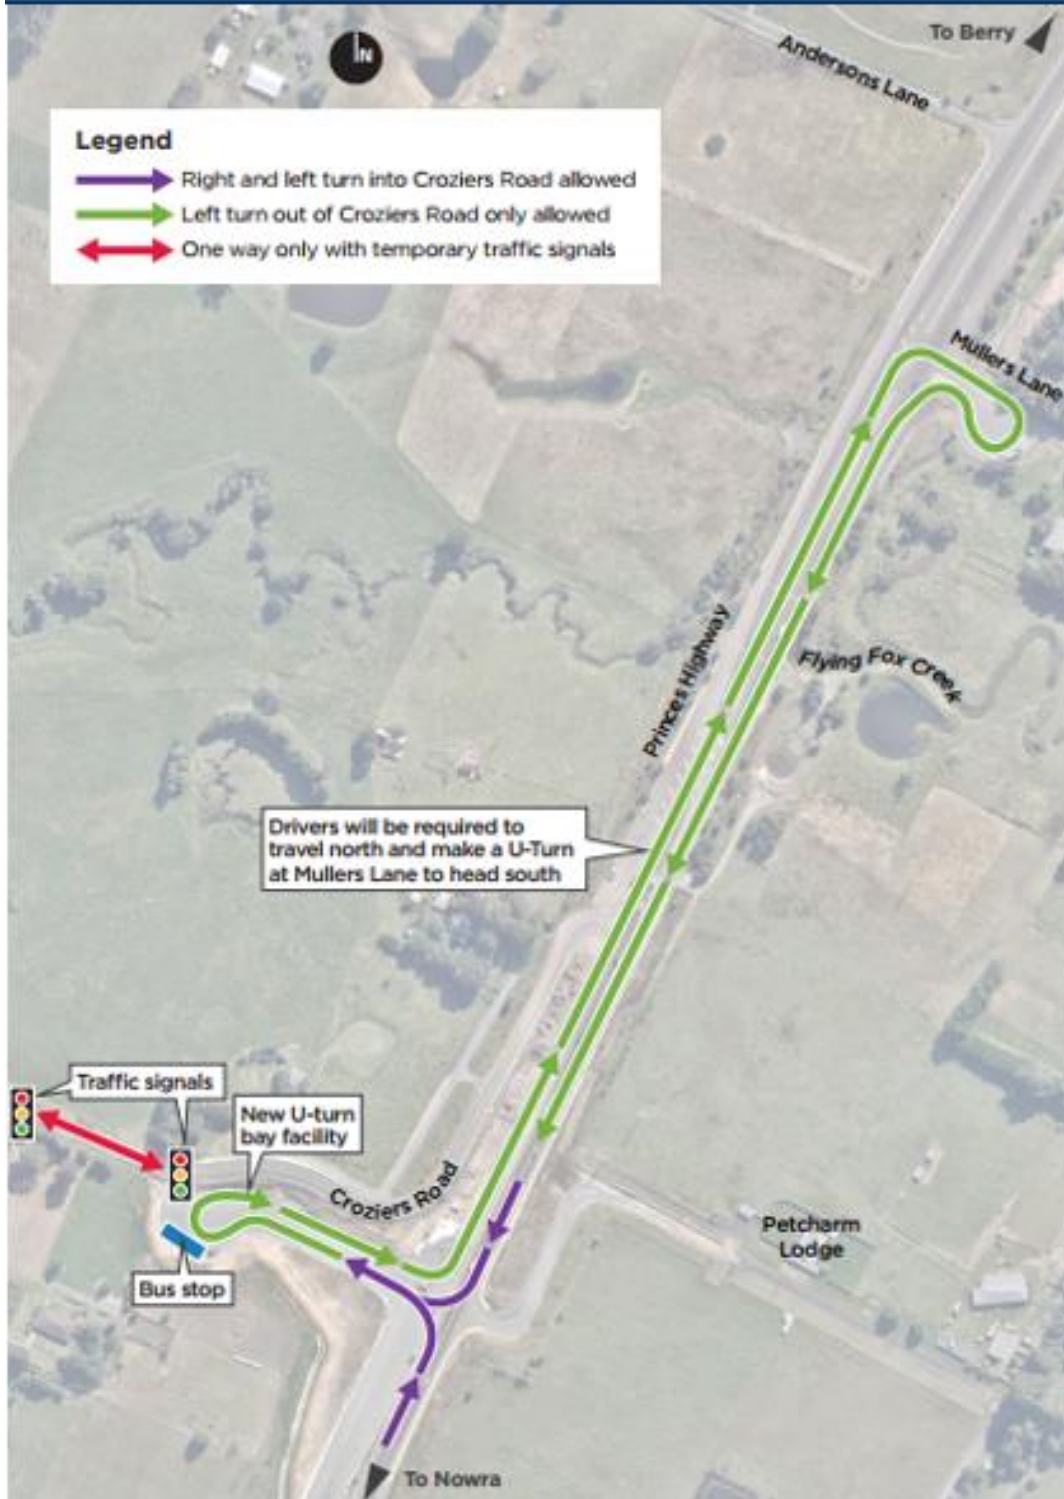 To Berry
N
Andersons Lane
Legend
Right and left turn into Croziers Road allowed
Left turn out of Croziers Road only allowed
One way only with temporary traffic signals
Mullers Lane
Princes Highway
Flying Fox Creek
Drivers will be required to
travel north and make a U-Turn
at Mullers Lane to head south
Traffic signals
New U-turn
bay facility
Croziers Road
Petcharm
Lodge
Bus stop
To Nowra